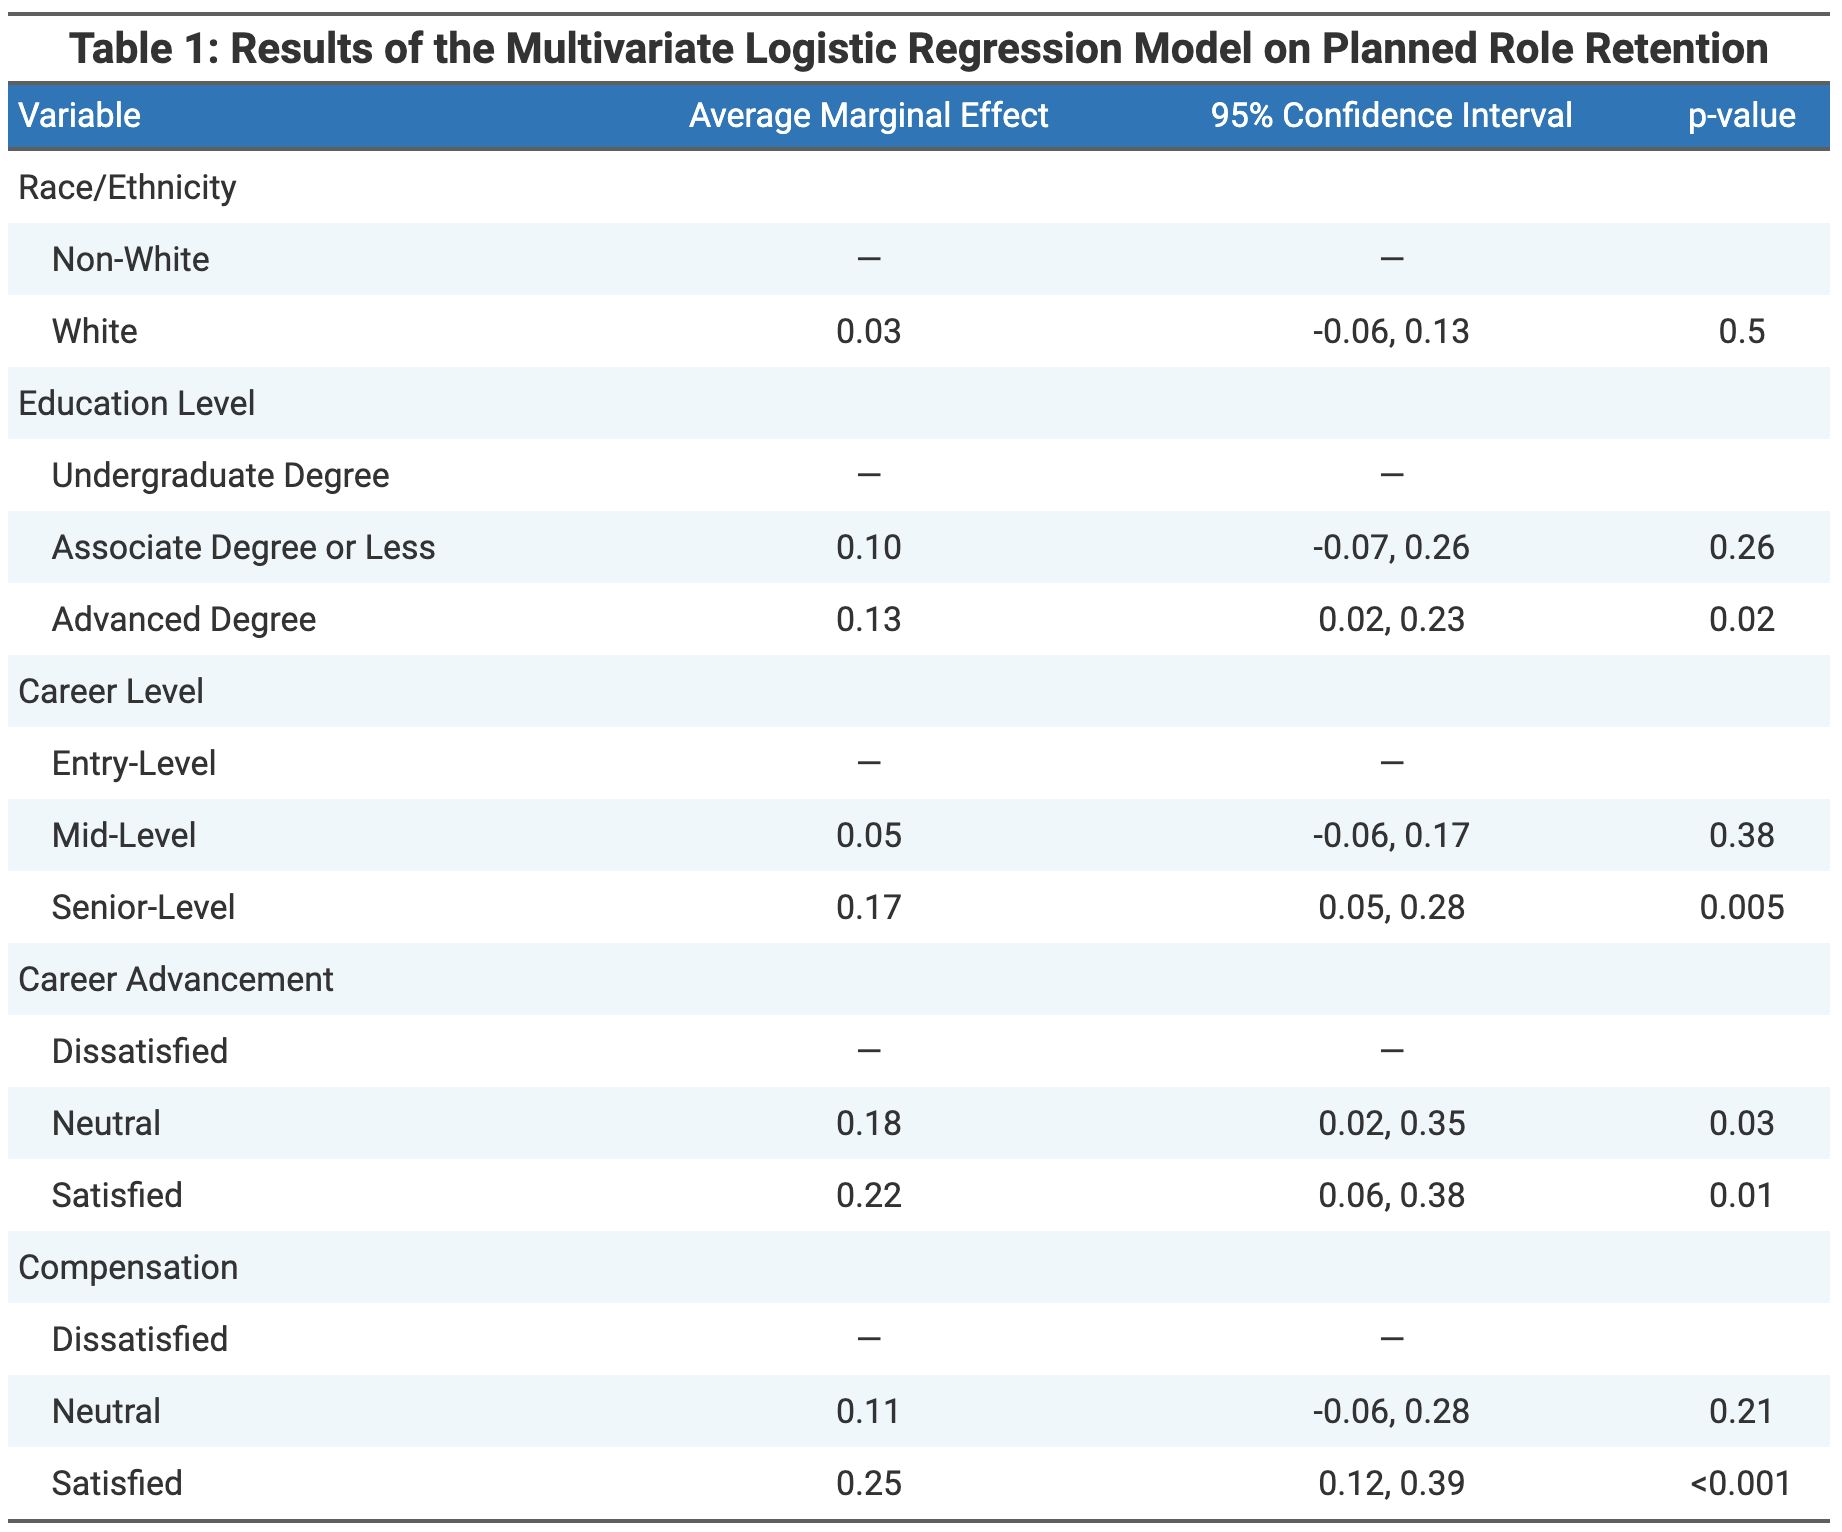 Table 1: Results of the Multivariate Logistic Regression Model on Planned Role Retention
Variable Average Marginal Effect 95% Confidence Interval p-value
Race/Ethnicity
Non-White — —
White 0.03 -0.06, 0.13 0.5
Education Level
Undergraduate Degree — —
Associate Degree or Less 0.10 -0.07, 0.26 0.26
Advanced Degree 0.13 0.02, 0.23 0.02
Career Level
Entry-Level — —
Mid-Level 0.05 -0.06, 0.17 0.38
Senior-Level 0.17 0.05, 0.28 0.005
Career Advancement
Dissatisfied — —
Neutral 0.18 0.02, 0.35 0.03
Satisfied 0.22 0.06, 0.38 0.01
Compensation
Dissatisfied — —
Neutral 0.11 -0.06, 0.28 0.21
Satisfied 0.25 0.12, 0.39 <0.001